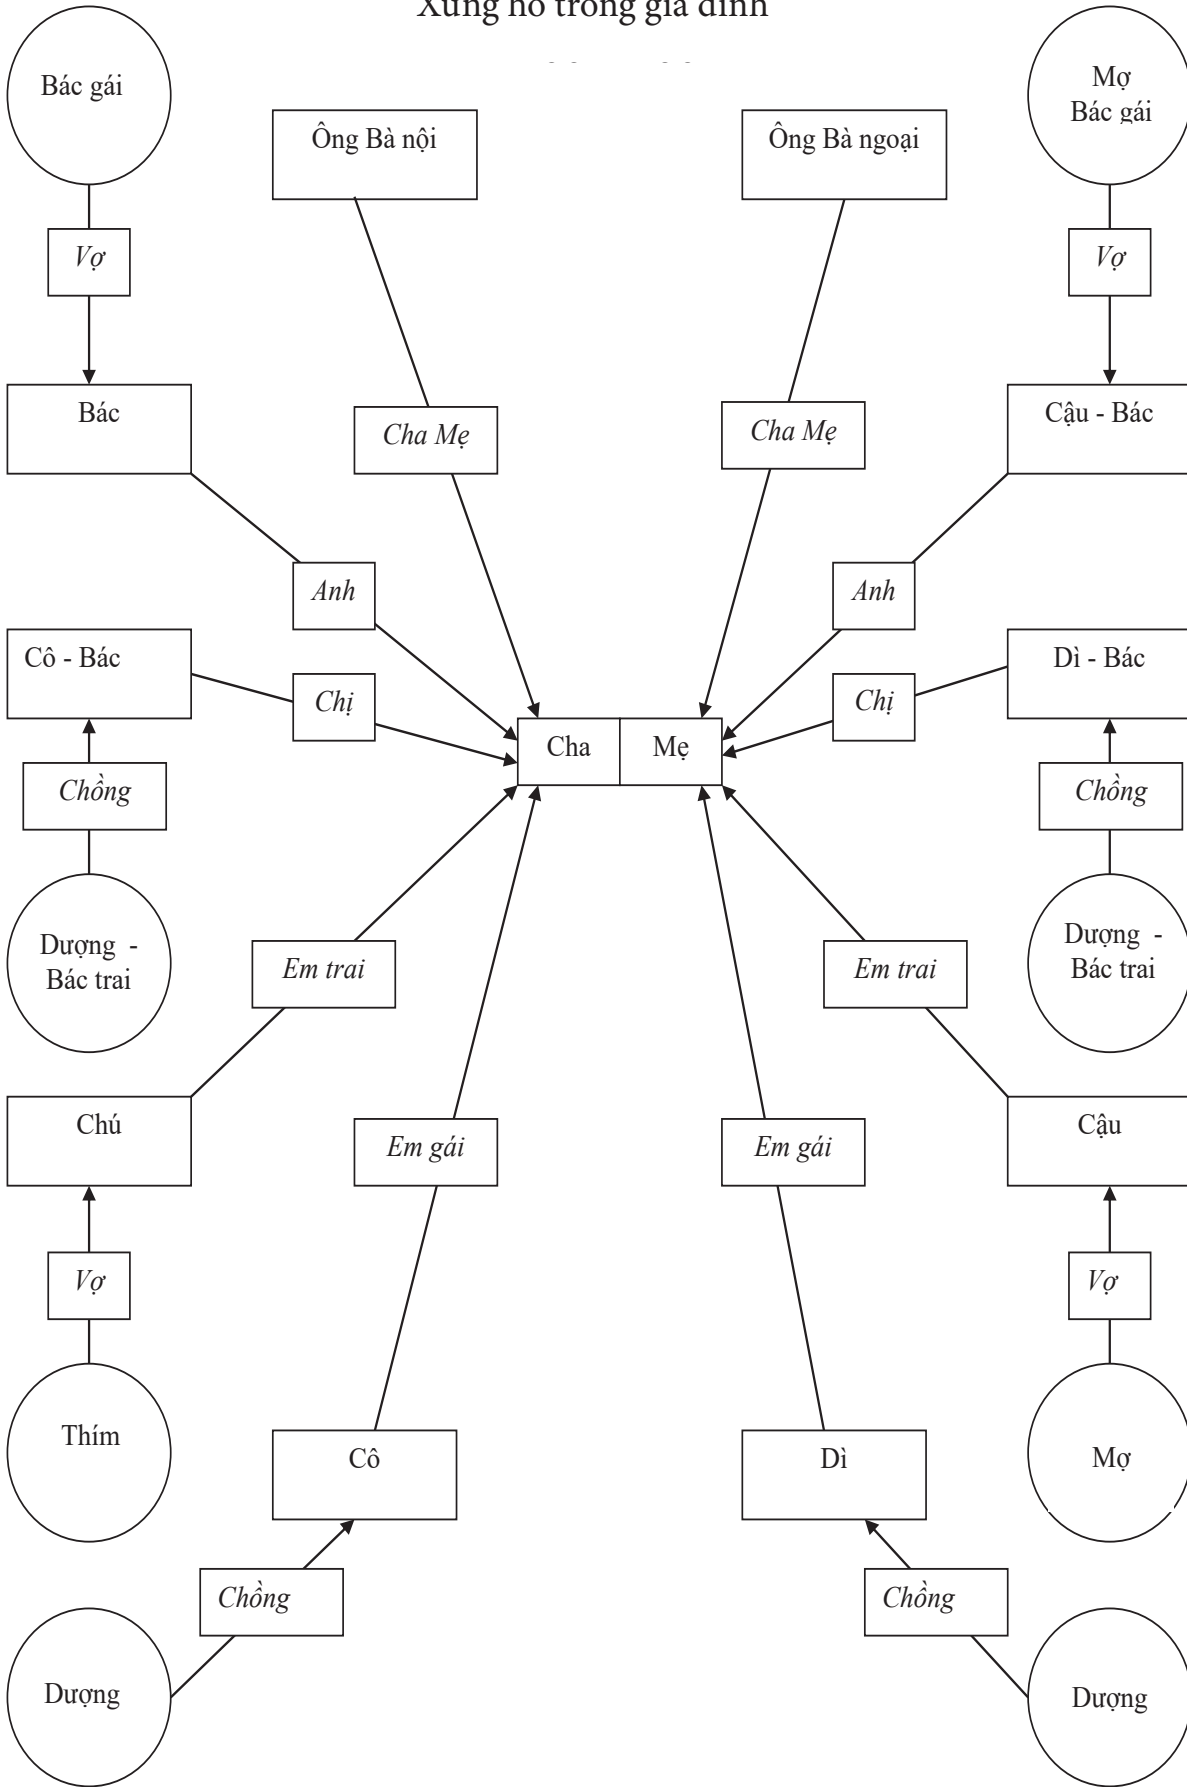 Xưng hô trong gia đình
Bác gái
Mợ
Bác gái
Ông Bà nội
Ông Bà ngoại
Vợ
Vợ
Bác
Cha Mẹ
Cha Mẹ
Cậu - Bác
Anh
Anh
Cô - Bác
Chị
Chị
Dì - Bác
Cha
Mẹ
Chồng
Chồng
Dượng -
Bác trai
Em trai
Em trai
Dượng -
Bác trai
Chú
Em gái
Em gái
Cậu
Vợ
Vợ
Thím
Cô
Dì
Mợ
Chồng
Chồng
Dượng
Dượng